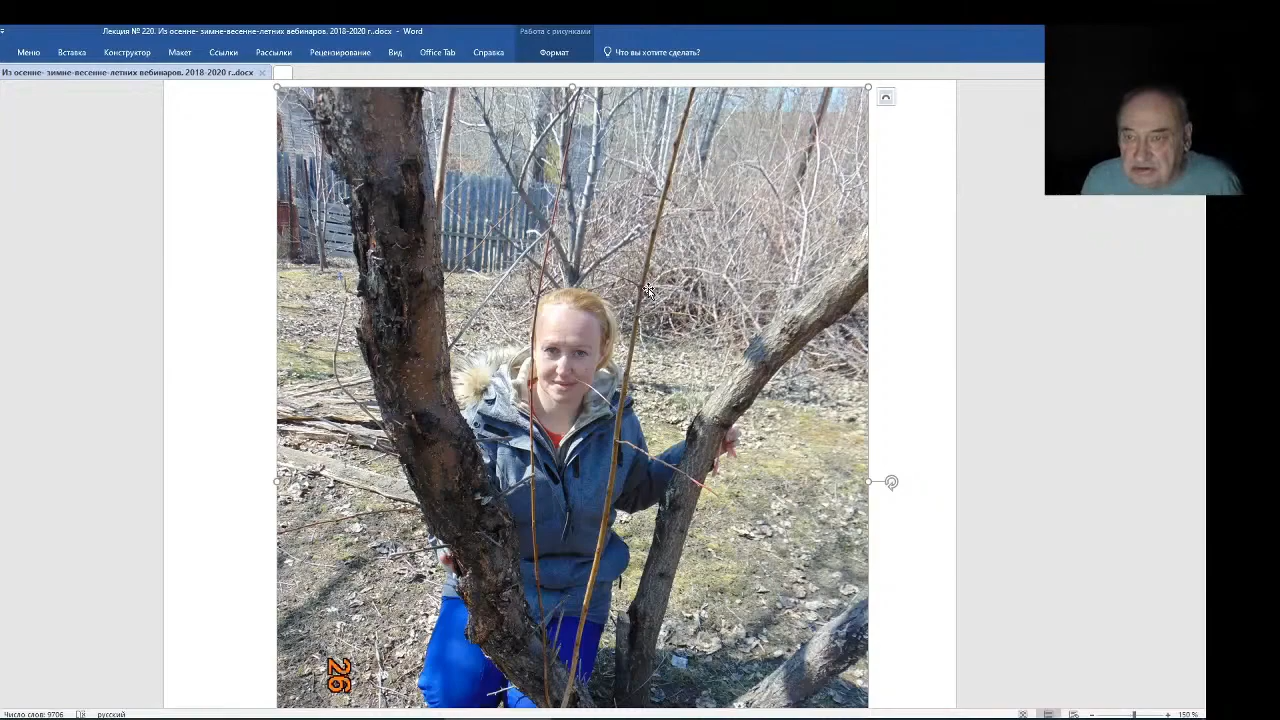 Лекция № 220. Из осенне- зимне-весенне-летних вебинаров. 2018-2020 г..docx - Word
Работа с рисунками
Меню Вставка Конструктор Макет Ссылки Рассылки Рецензирование Вид Office Tab Справка Формат Что вы хотите сделать?
Из осенне- зимне-весенне-летних вебинаров. 2018-2020 г..docx
26
Число слов: 9706 русский 150 %